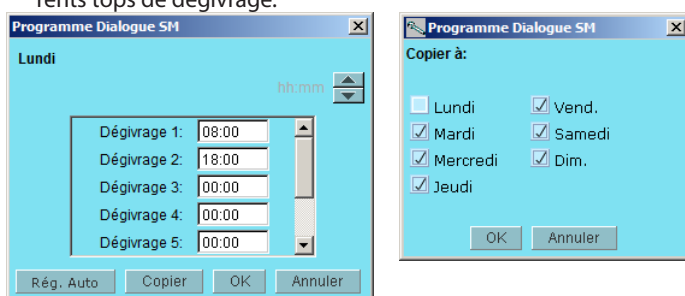 rents tops de dégivrage.
Programme Dialogue SM
Lundi
hh:mm
Dégivrage 1: 08:00
Dégivrage 2: 18:00
Dégivrage 3: 00:00
Dégivrage 4: 00:00
Dégivrage 5: 00:00
Rég. Auto Copier OK Annuler
Programme Dialogue SM
Copier à:
Lundi Vend.
Mardi Samedi
Mercredi Dim.
Jeudi
OK Annuler